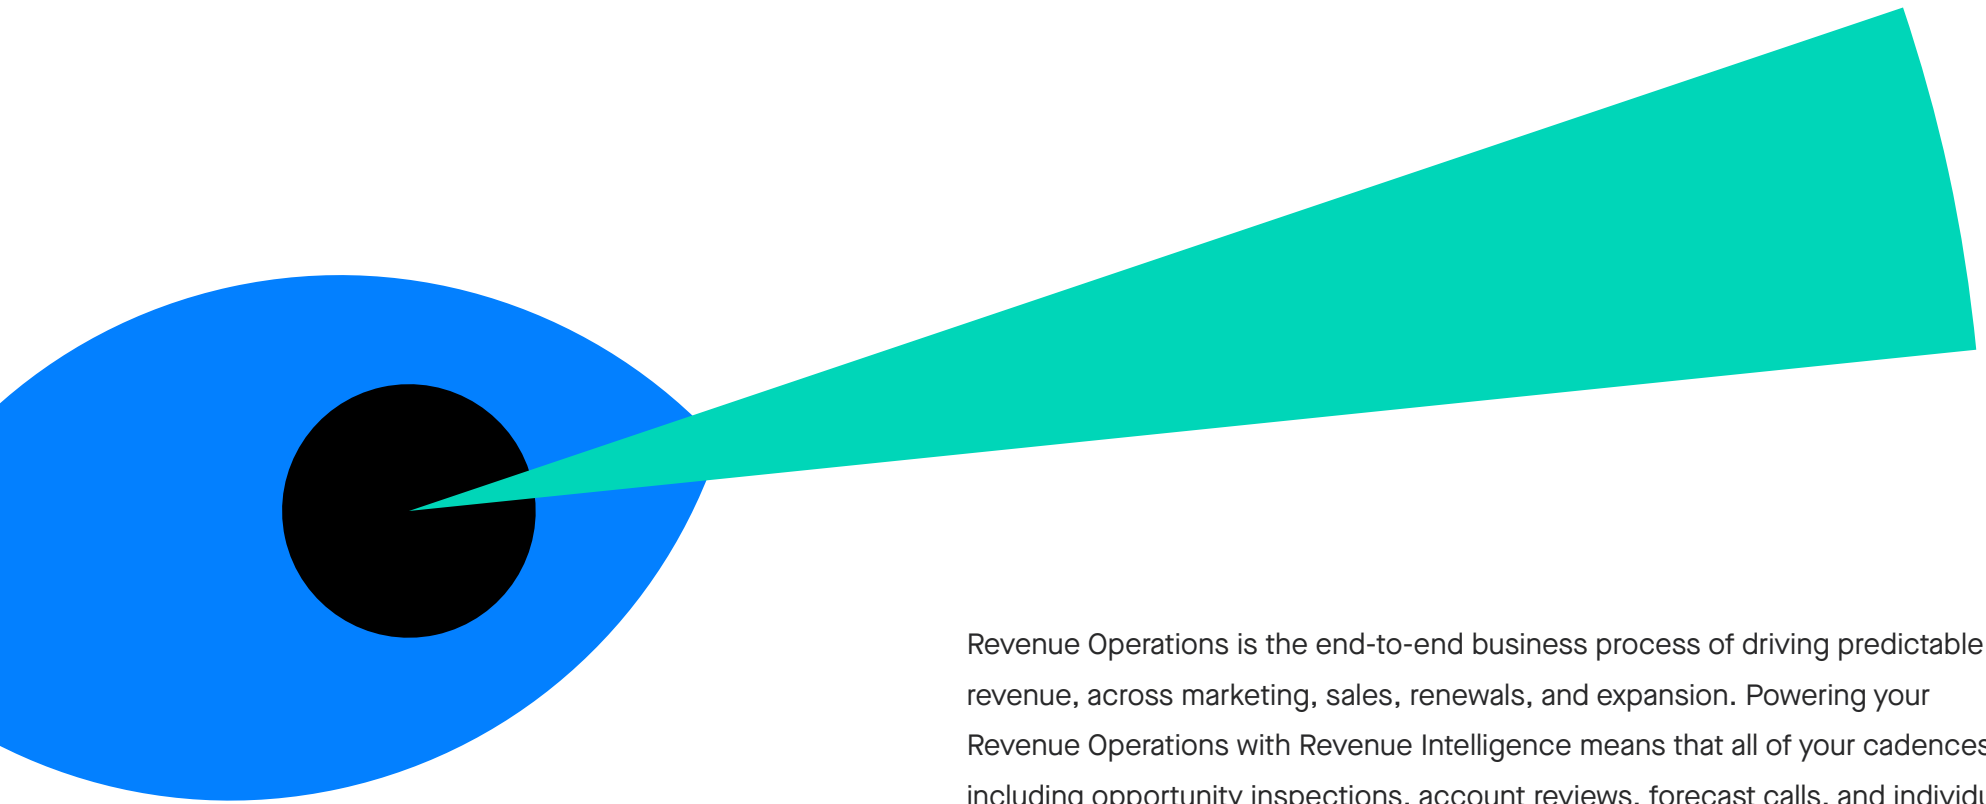 Revenue Operations is the end-to-end business process of driving predictable
revenue, across marketing, sales, renewals, and expansion. Powering your
Revenue Operations with Revenue Intelligence means that all of your cadences
including opportunity inspections, account reviews, forecast calls, and